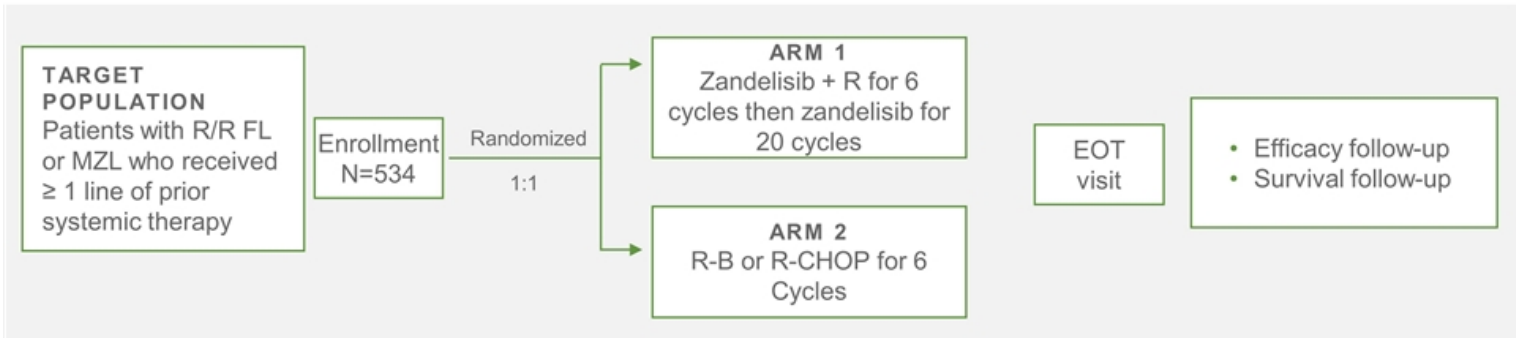 TARGET
POPULATION
Patients with R/R FL
or MZL who received
≥ 1 line of prior
systemic therapy
Enrollment
N=534
Randomized
1:1
ARM 1
Zandelisib + R for 6
cycles then zandelisib for
20 cycles
ARM 2
R-B or R-CHOP for 6
Cycles
EOT
visit
• Efficacy follow-up
• Survival follow-up